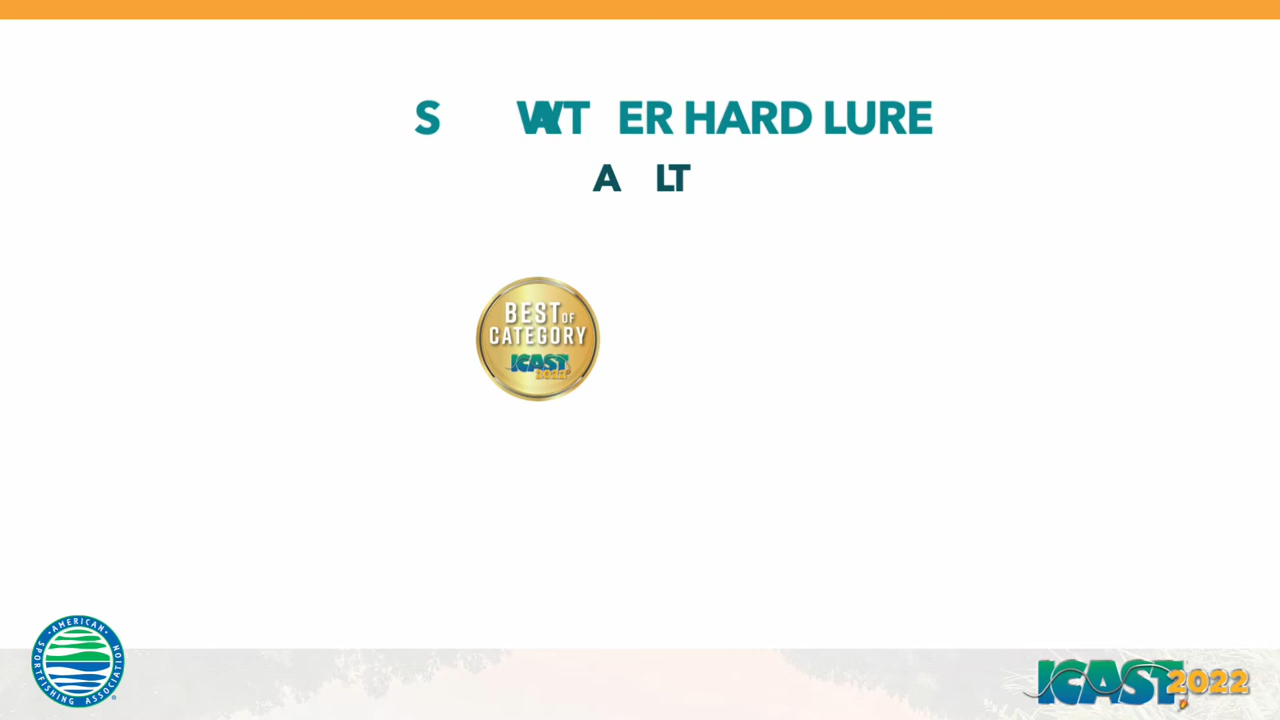 S WAT ER HARD LURE
A LT
BEST OF
CATEGORY
ICAST
2022
AMERICAN
SPORTFISHING ASSOCIATION
ICAST 2022